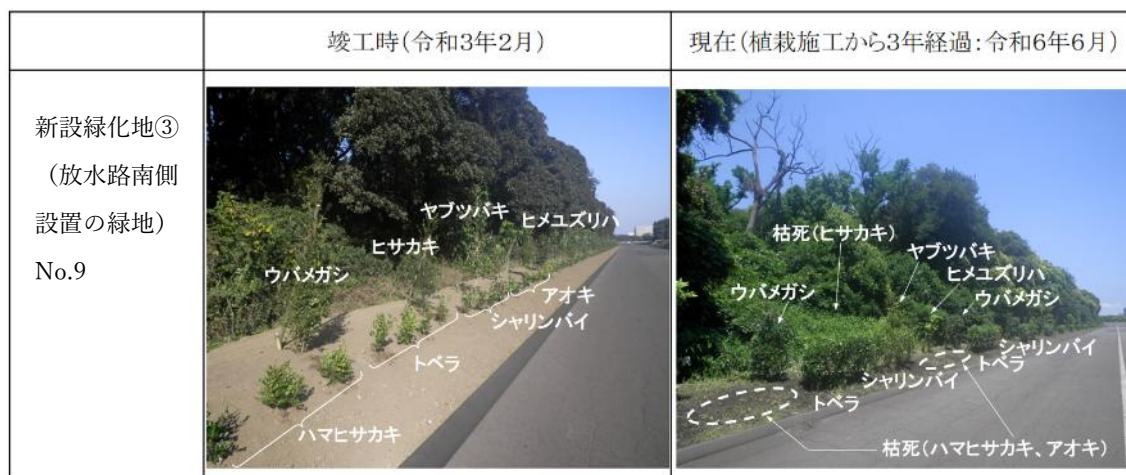 竣工時(令和3年2月)
現在(植栽施工から3年経過:令和6年6月)
新設緑化地③
(放水路南側
設置の緑地)
No.9
ヤブツバキ
ヒメユズリハ
ヒサカキ
ウバメガシ
アオキ
シャリンバイ
トベラ
ハマヒサカキ
枯死(ヒサカキ)
ヤブツバキ
ヒメユズリハ
ウバメガシ
ウバメガシ
シャリンバイ
トベラ
シャリンバイ
トベラ
枯死(ハマヒサカキ、アオキ)